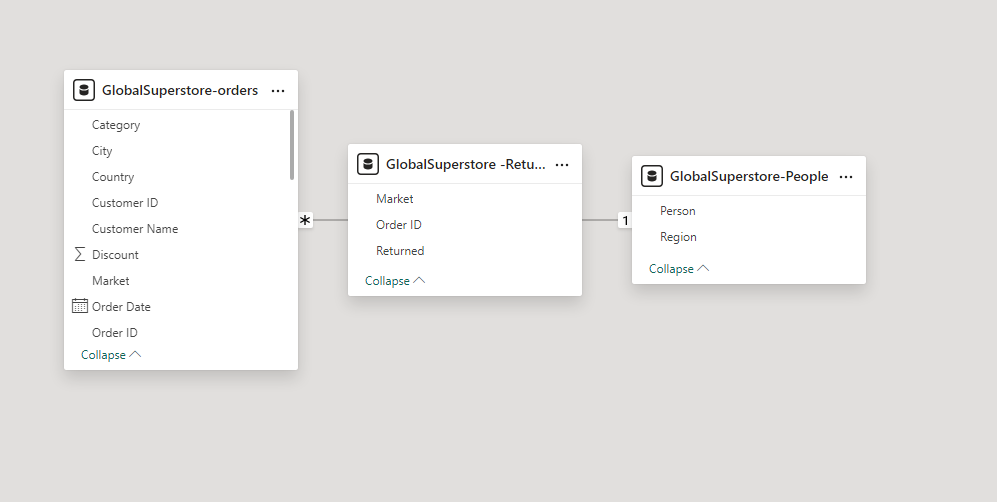 GlobalSuperstore-orders ...
Category
City
Country
Customer ID
Customer Name
Σ Discount
Market
Order Date
Order ID
Collapse
*
GlobalSuperstore -Retu... ...
Market
Order ID
Returned
Collapse
1
GlobalSuperstore-People ...
Person
Region
Collapse